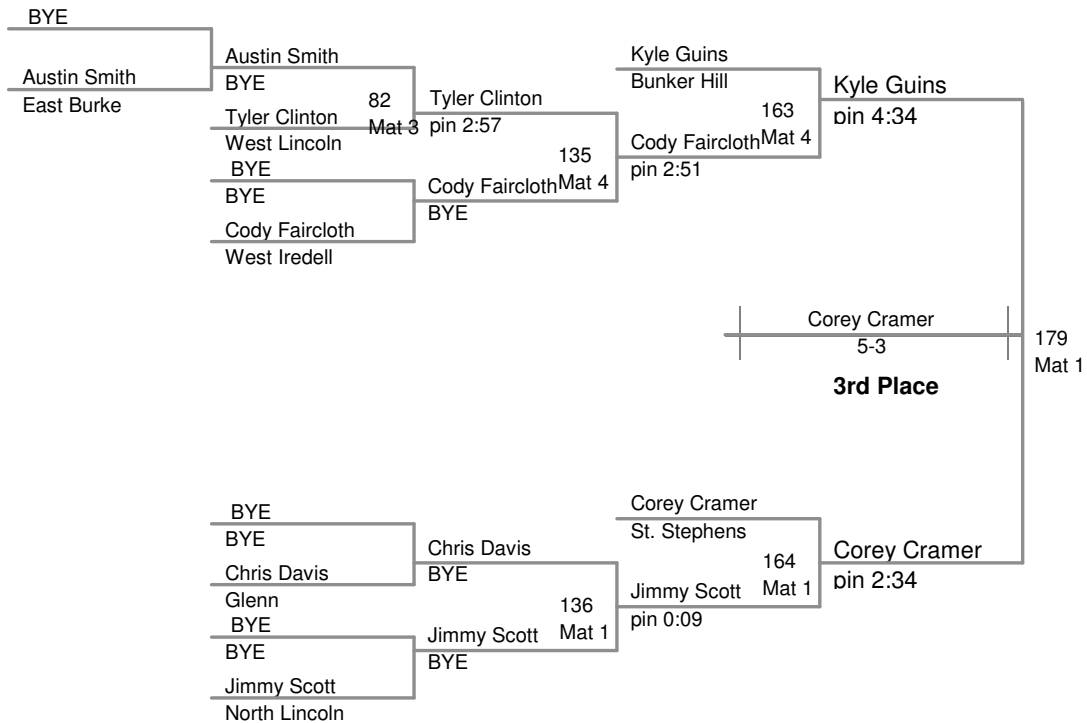 BYE
Austin Smith
East Burke
Austin Smith
BYE
82
Mat 3
Tyler Clinton
West Lincoln
Tyler Clinton
pin 2:57
BYE
BYE
Cody Faircloth
West Iredell
Cody Faircloth
BYE
135
Mat 4
Kyle Guins
Bunker Hill
Cody Faircloth
pin 2:51
163
Mat 4
Kyle Guins
pin 4:34
Corey Cramer
5-3
3rd Place
179
Mat 1
BYE
BYE
Chris Davis
Glenn
Chris Davis
BYE
BYE
BYE
Jimmy Scott
North Lincoln
Jimmy Scott
BYE
136
Mat 1
Corey Cramer
St. Stephens
Jimmy Scott
pin 0:09
164
Mat 1
Corey Cramer
pin 2:34